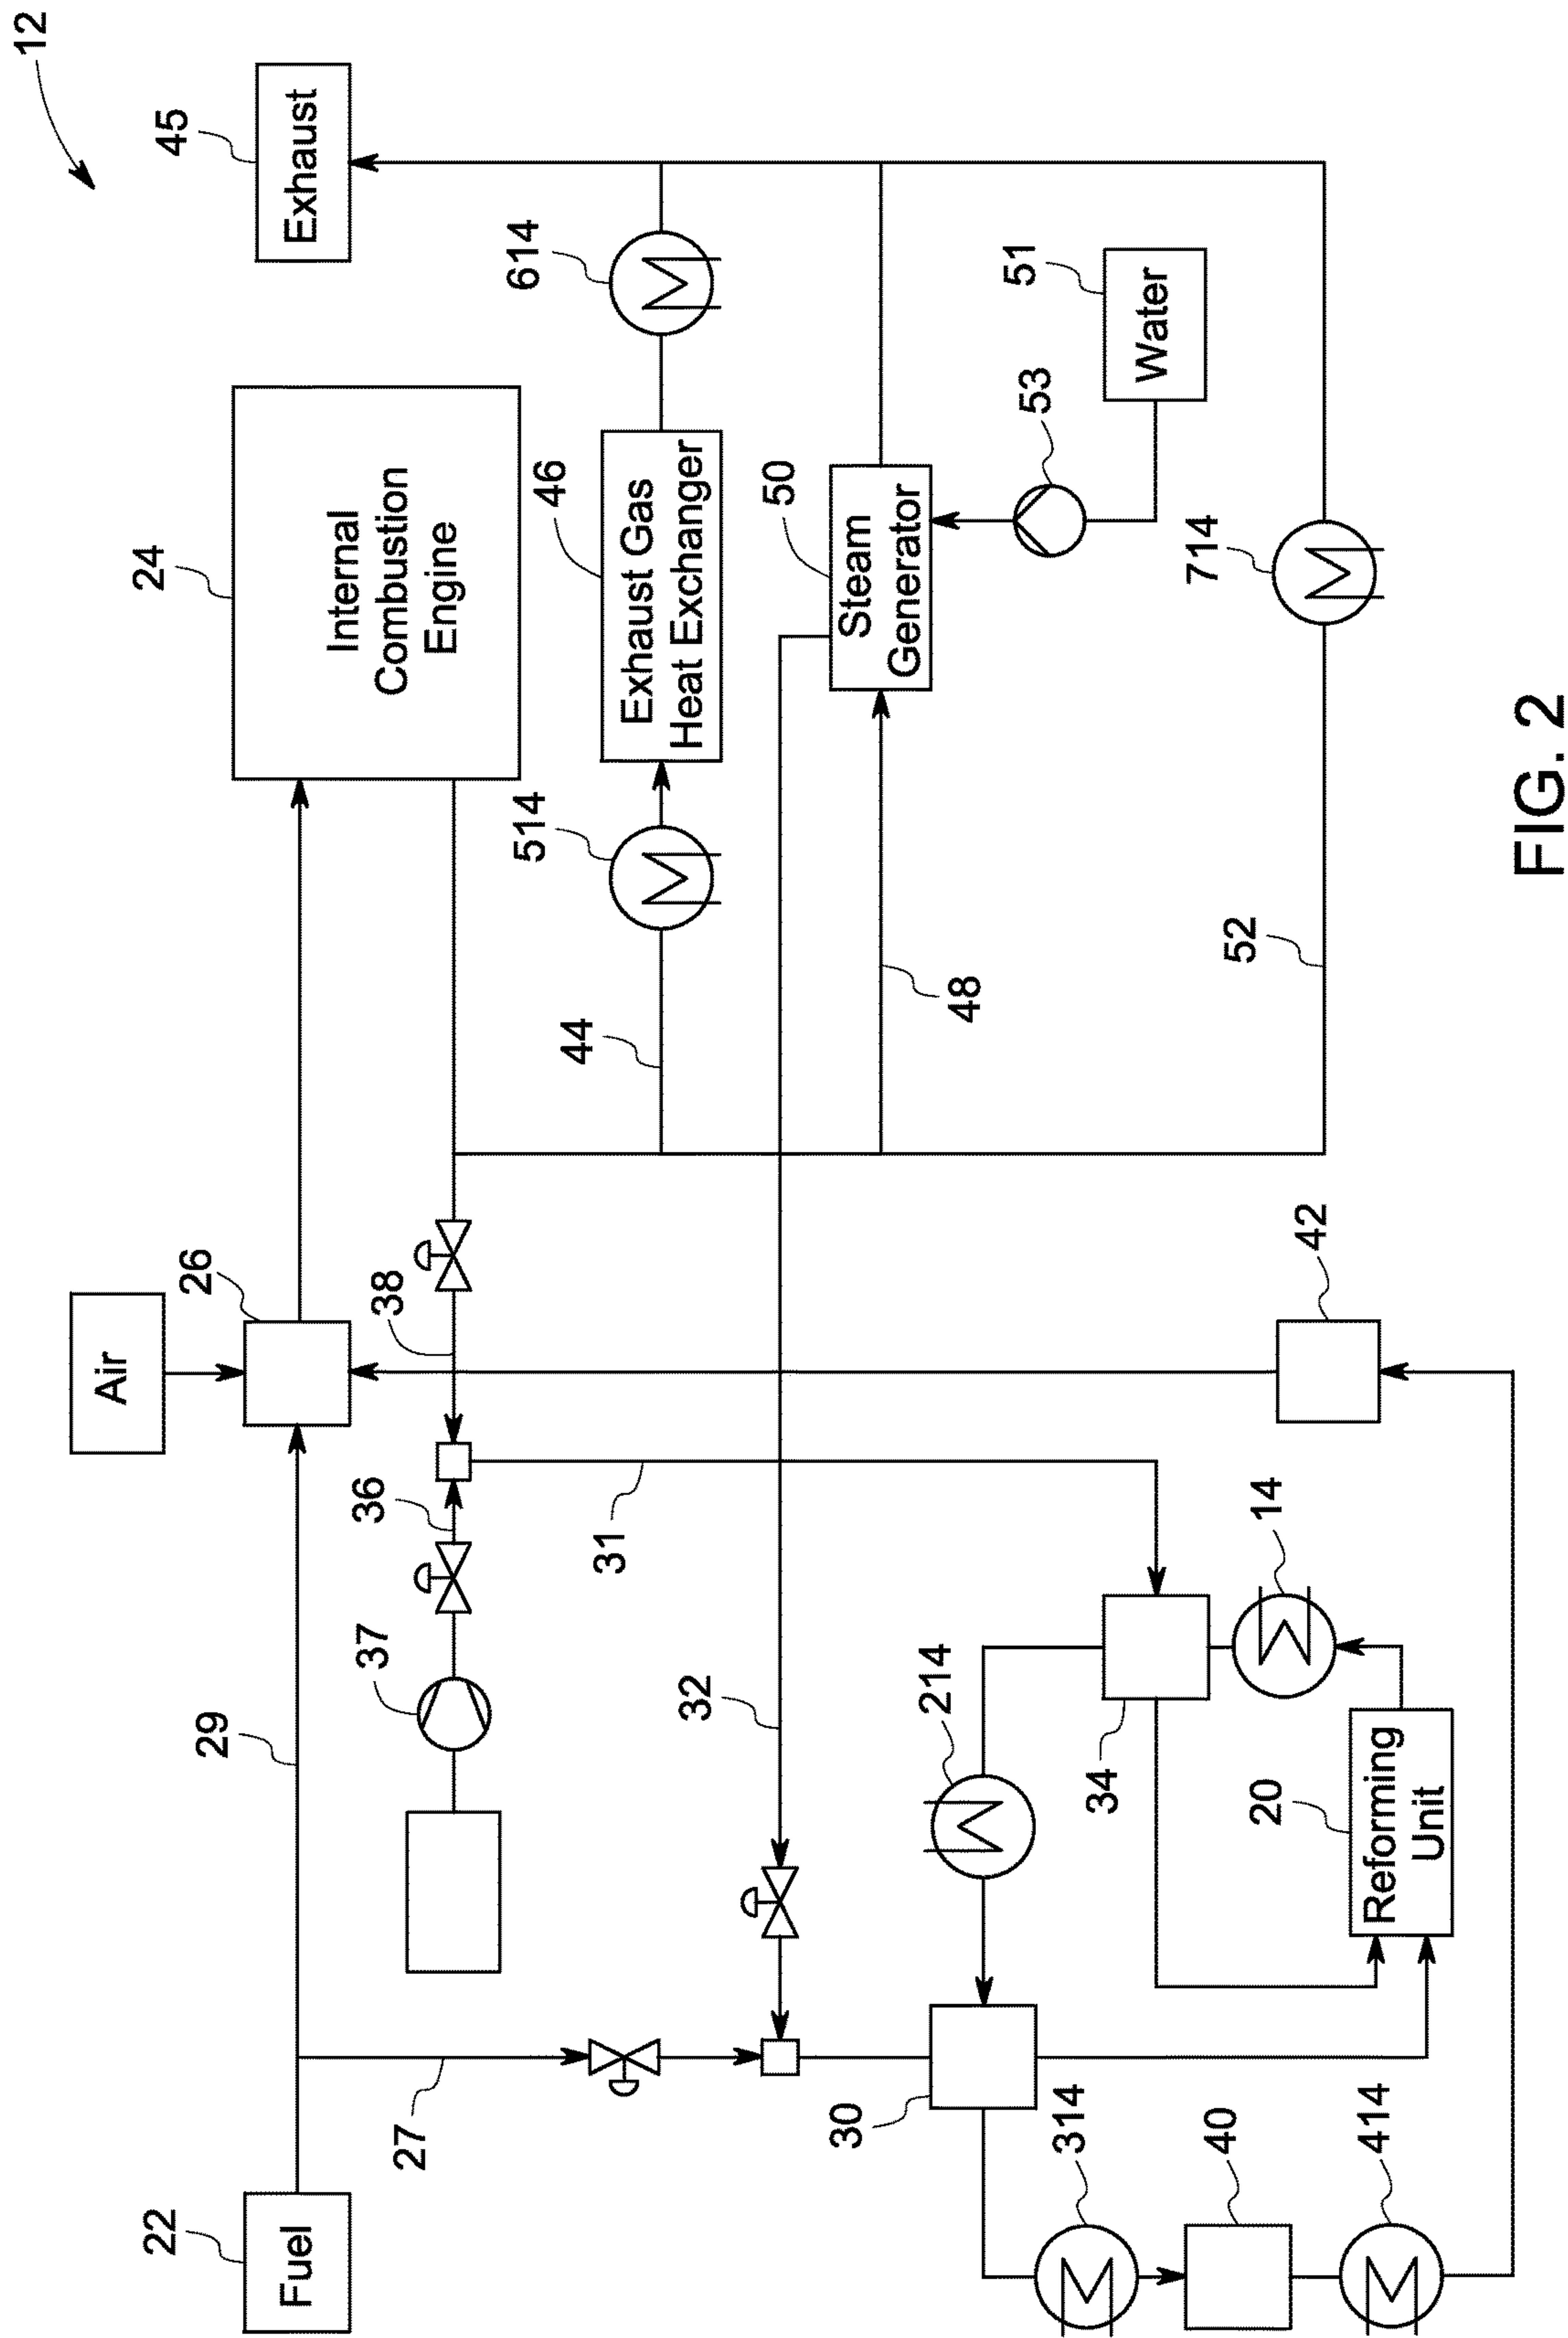 12
45
Exhaust
24
Internal
Combustion
Engine
614
46
Exhaust Gas
Heat Exchanger
514
44
50
Steam
Generator
53
51
Water
48
714
52
Air
26
38
36
37
31
32
29
27
22
Fuel
42
14
214
34
20
Reforming
Unit
30
314
40
414
FIG. 2